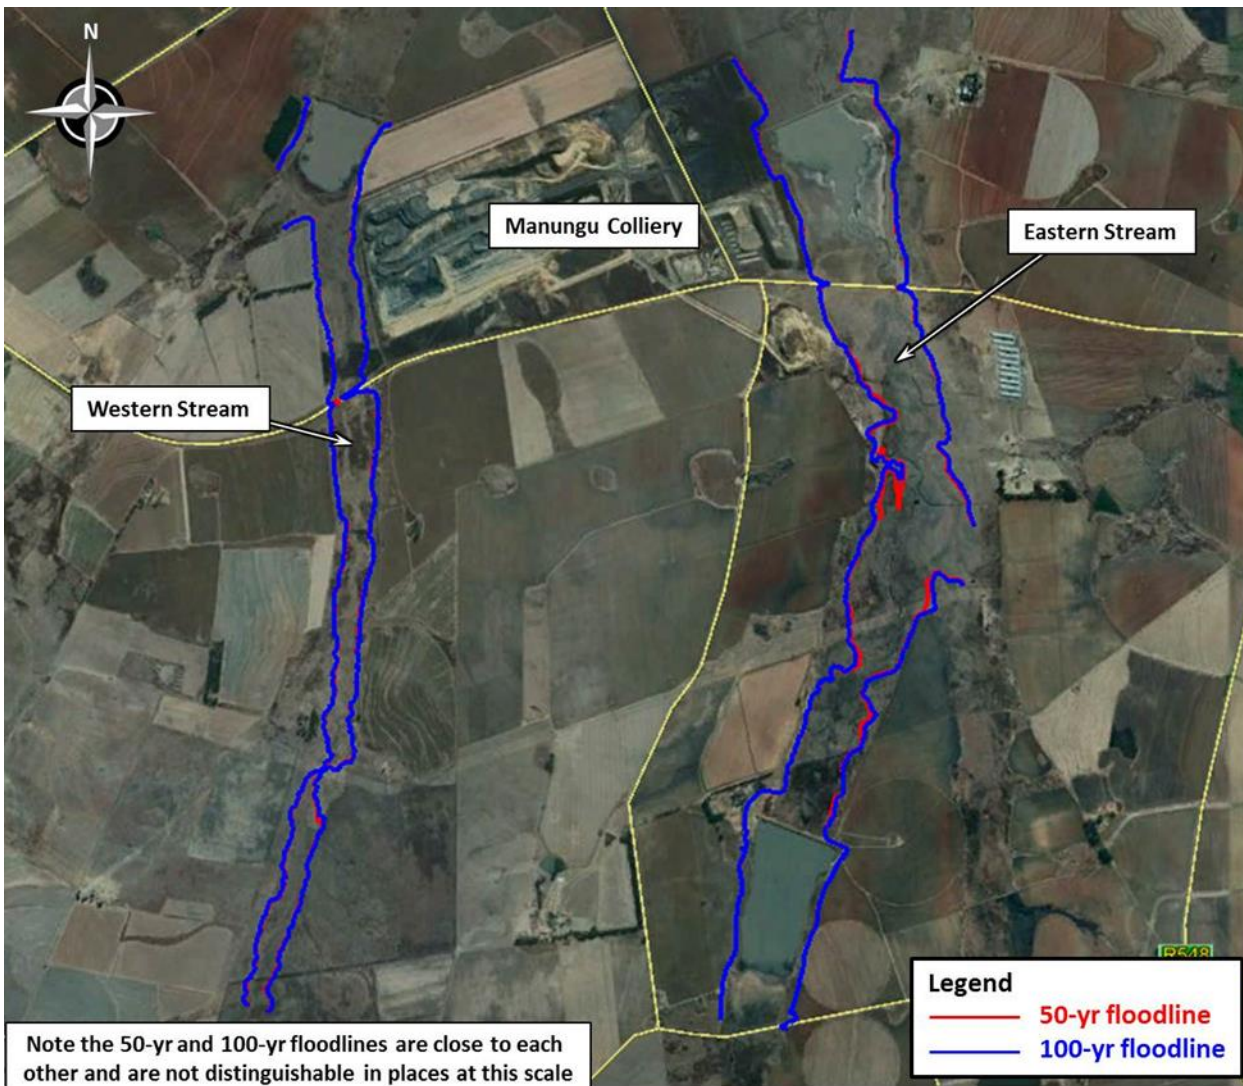 N
Manungu Colliery
Eastern Stream
Western Stream
R548
Legend
50-yr floodline
100-yr floodline
Note the 50-yr and 100-yr floodlines are close to each
other and are not distinguishable in places at this scale